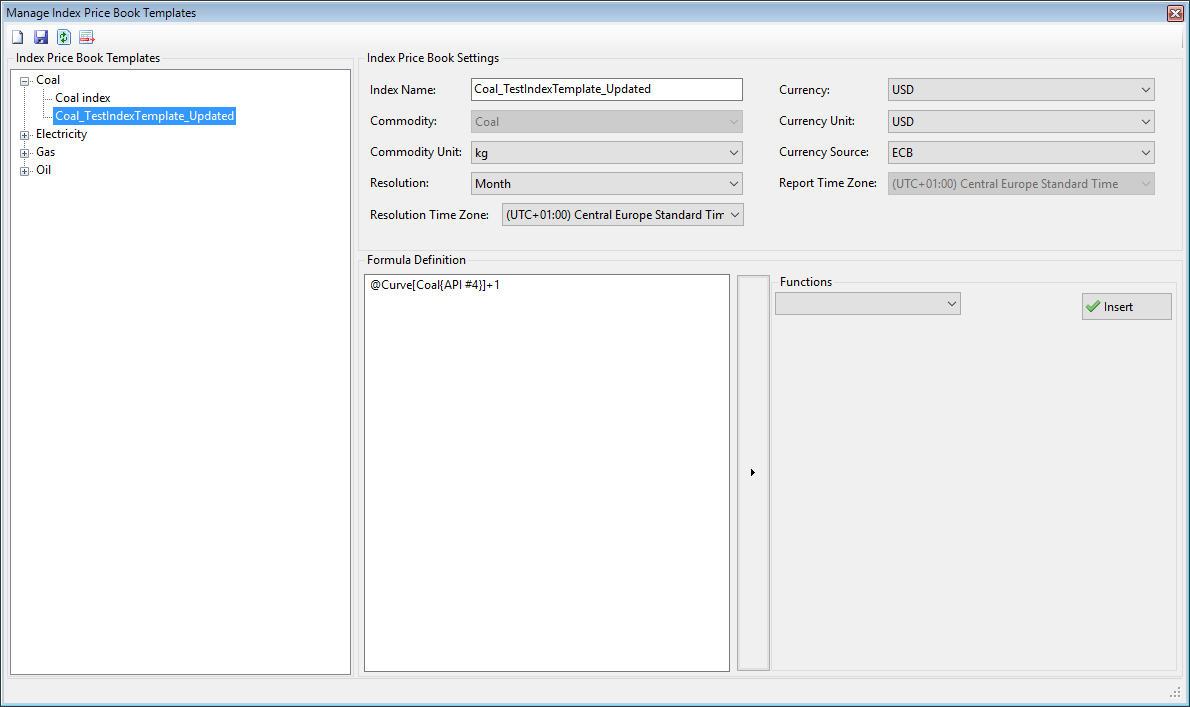 Manage Index Price Book Templates
Index Price Book Templates
Coal
Coal index
Coal_TestIndexTemplate_Updated
Electricity
Gas
Oil
Index Price Book Settings
Index Name: Coal_TestIndexTemplate_Updated
Commodity: Coal
Commodity Unit: kg
Resolution: Month
Resolution Time Zone: (UTC+01:00) Central Europe Standard Tim
Currency: USD
Currency Unit: USD
Currency Source: ECB
Report Time Zone: (UTC+01:00) Central Europe Standard Time
Formula Definition
@Curve[Coal{API #4}]+1
Functions
Insert